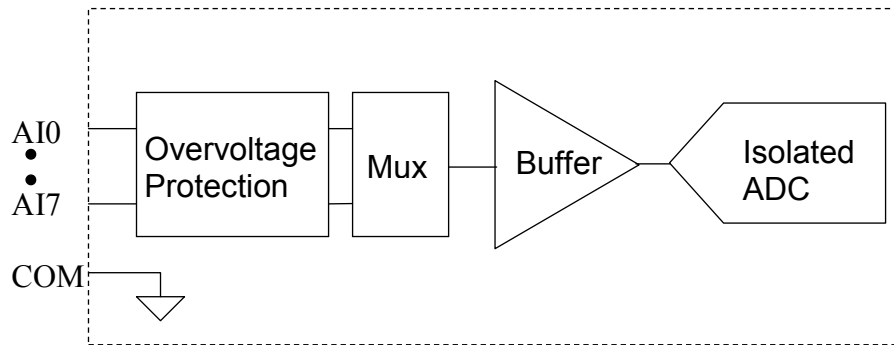 AI0
AI7
COM
Overvoltage
Protection
Mux
Buffer
Isolated
ADC